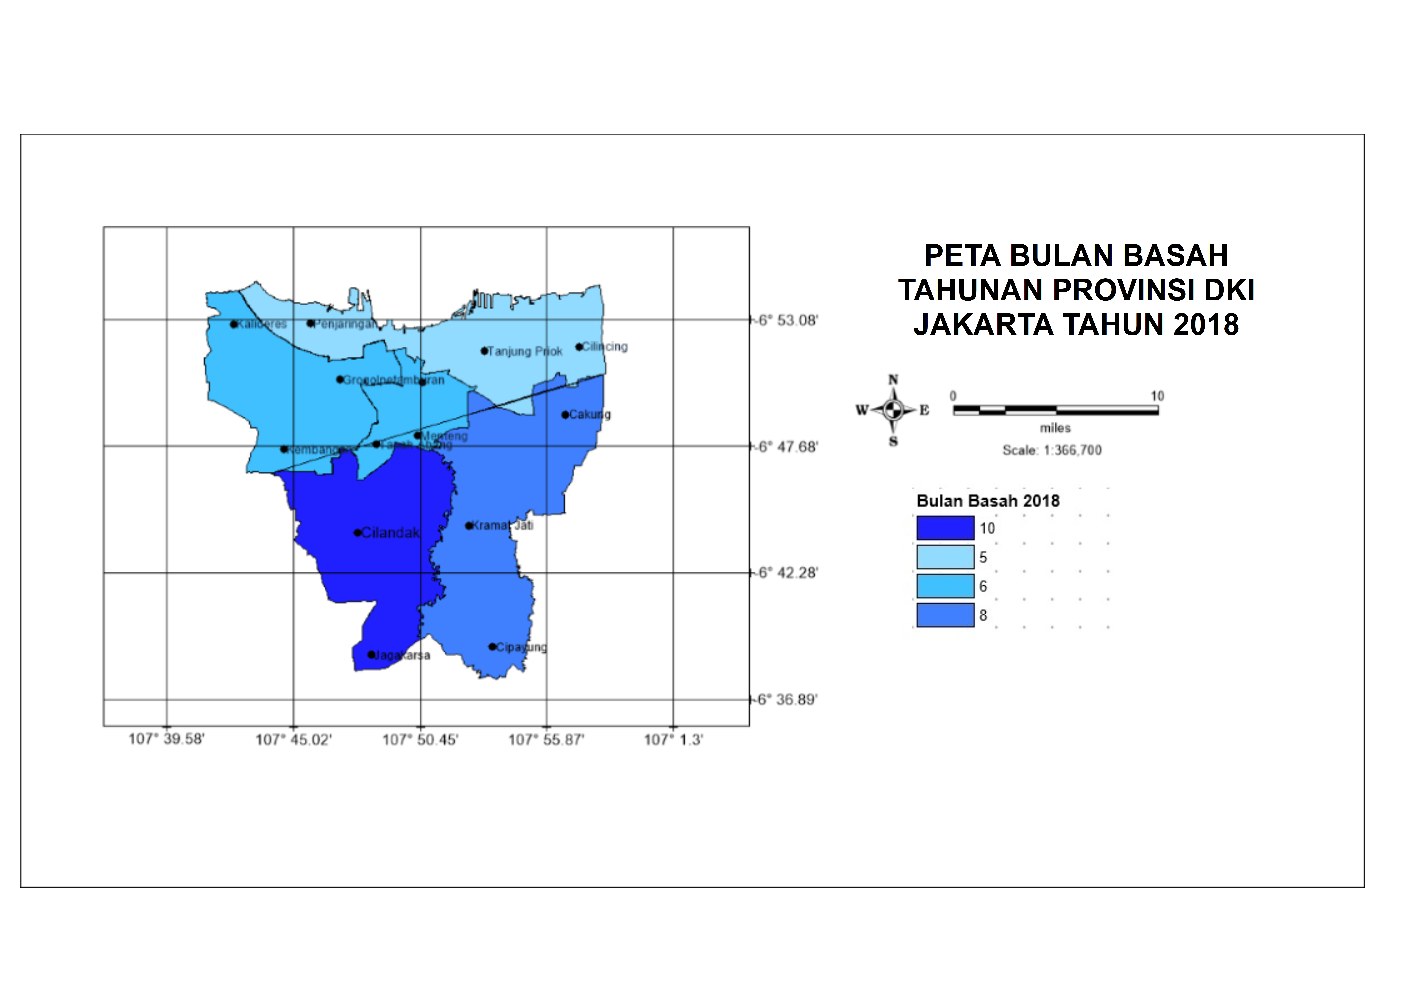 PETA BULAN BASAH
TAHUNAN PROVINSI DKI
JAKARTA TAHUN 2018
N
W E
S
0 10
miles
Scale: 1:366,700
Bulan Basah 2018
10
5
6
8
Kalideres
Penjaringan
Tanjung Priok
Cilincing
Grogolpetamburan
Cakung
Menteng
Tanah Abang
Kembangan
Kramat Jati
Cilandak
Cipayung
Jagakarsa
-6° 53.08'
-6° 47.68'
-6° 42.28'
-6° 36.89'
107° 39.58' 107° 45.02' 107° 50.45' 107° 55.87' 107° 1.3'